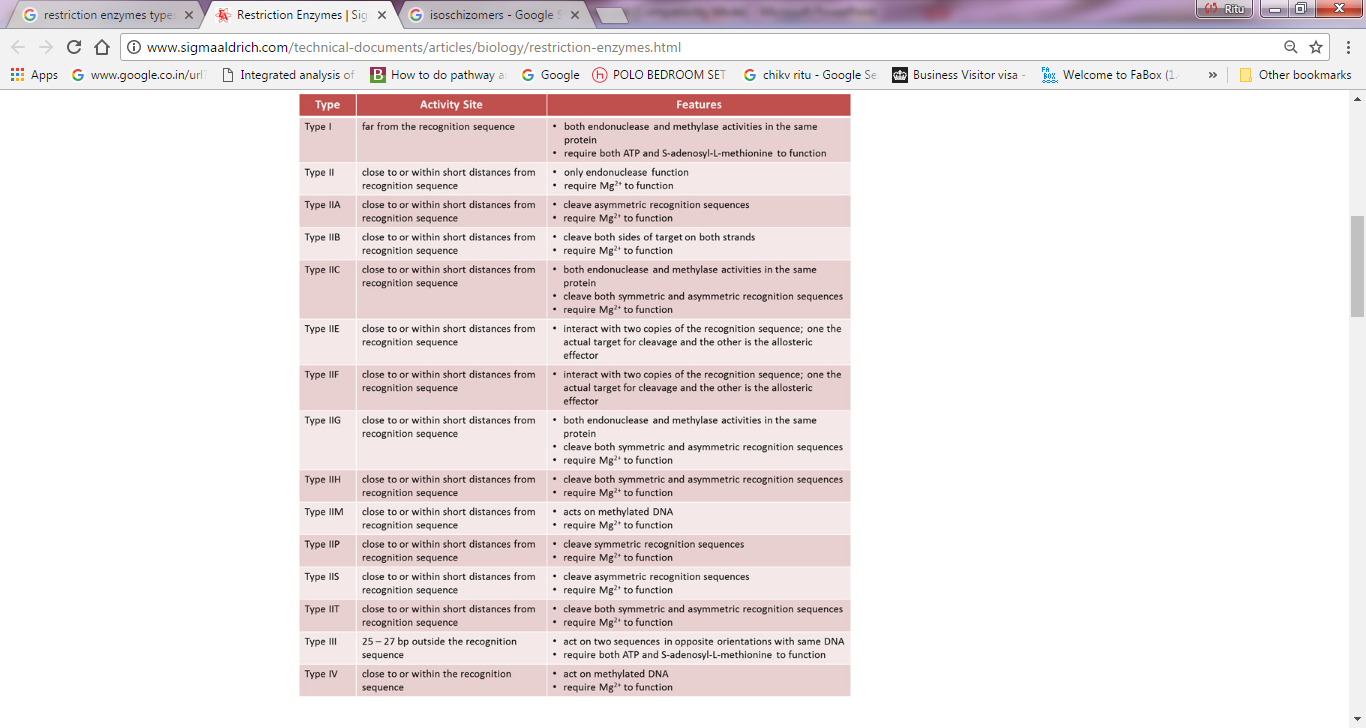 restriction enzymes types
Restriction Enzymes | Sig
isoschizomers - Google S
Ritu
www.sigmaaldrich.com/technical-documents/articles/biology/restriction-enzymes.html
Apps www.google.co.in/url? Integrated analysis of How to do pathway a Google POLO BEDROOM SET chikv ritu - Google Se Business Visitor visa - Welcome to FaBox (1. » Other bookmarks
Type Activity Site Features
Type I far from the recognition sequence • both endonuclease and methylase activities in the same
protein
• require both ATP and S-adenosyl-L-methionine to function
Type II close to or within short distances from • only endonuclease function
recognition sequence • require Mg2+ to function
Type IIA close to or within short distances from • cleave asymmetric recognition sequences
recognition sequence • require Mg2+ to function
Type IIB close to or within short distances from • cleave both sides of target on both strands
recognition sequence • require Mg2+ to function
Type IIC close to or within short distances from • both endonuclease and methylase activities in the same
recognition sequence protein
• cleave both symmetric and asymmetric recognition sequences
• require Mg2+ to function
Type IIE close to or within short distances from • interact with two copies of the recognition sequence; one the
recognition sequence actual target for cleavage and the other is the allosteric
effector
Type IIF close to or within short distances from • interact with two copies of the recognition sequence; one the
recognition sequence actual target for cleavage and the other is the allosteric
effector
Type IIG close to or within short distances from • both endonuclease and methylase activities in the same
recognition sequence protein
• cleave both symmetric and asymmetric recognition sequences
• require Mg2+ to function
Type IIH close to or within short distances from • cleave both symmetric and asymmetric recognition sequences
recognition sequence • require Mg2+ to function
Type IIM close to or within short distances from • acts on methylated DNA
recognition sequence • require Mg2+ to function
Type IIP close to or within short distances from • cleave symmetric recognition sequences
recognition sequence • require Mg2+ to function
Type IIS close to or within short distances from • cleave asymmetric recognition sequences
recognition sequence • require Mg2+ to function
Type IIT close to or within short distances from • cleave both symmetric and asymmetric recognition sequences
recognition sequence • require Mg2+ to function
Type III 25 – 27 bp outside the recognition • act on two sequences in opposite orientations with same DNA
sequence • require both ATP and S-adenosyl-L-methionine to function
Type IV close to or within the recognition • act on methylated DNA
sequence • require Mg2+ to function